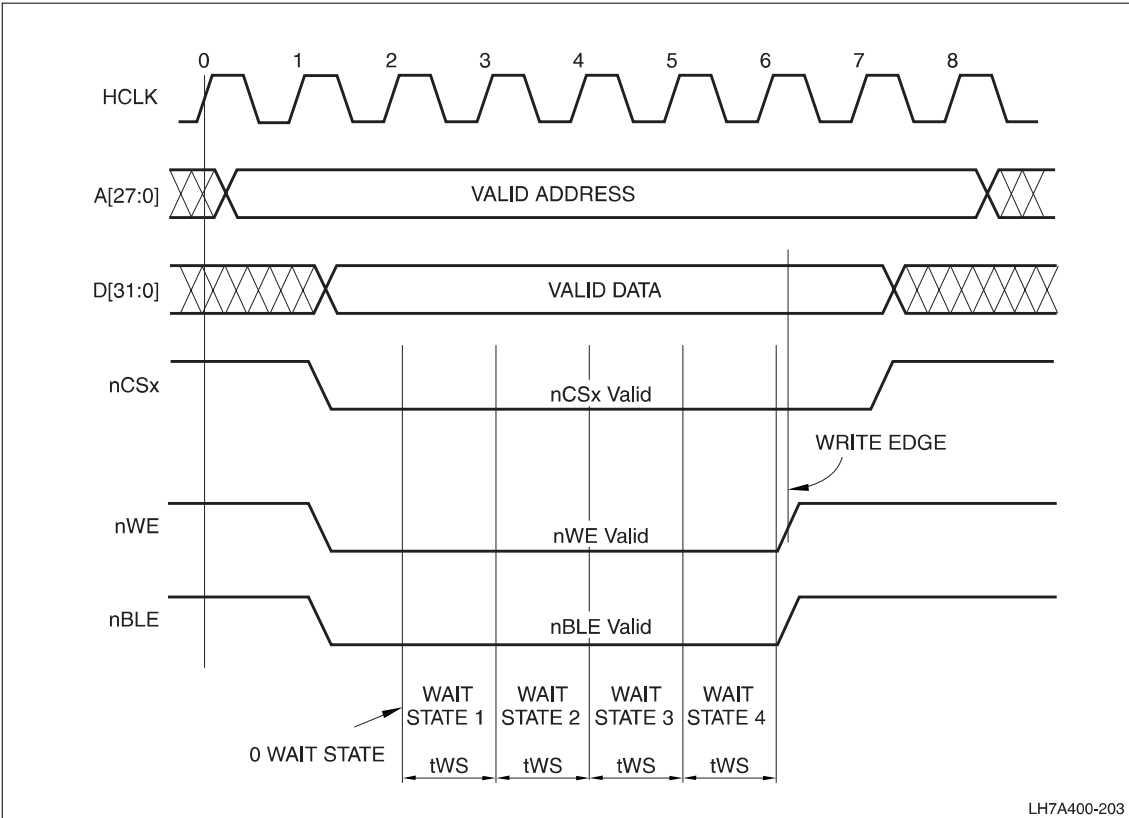 0 1 2 3 4 5 6 7 8
HCLK
A[27:0]
VALID ADDRESS
D[31:0]
VALID DATA
nCSx
nCSx Valid
WRITE EDGE
nWE
nWE Valid
nBLE
nBLE Valid
WAIT STATE 1
WAIT STATE 2
WAIT STATE 3
WAIT STATE 4
0 WAIT STATE
tWS tWS tWS tWS
LH7A400-203